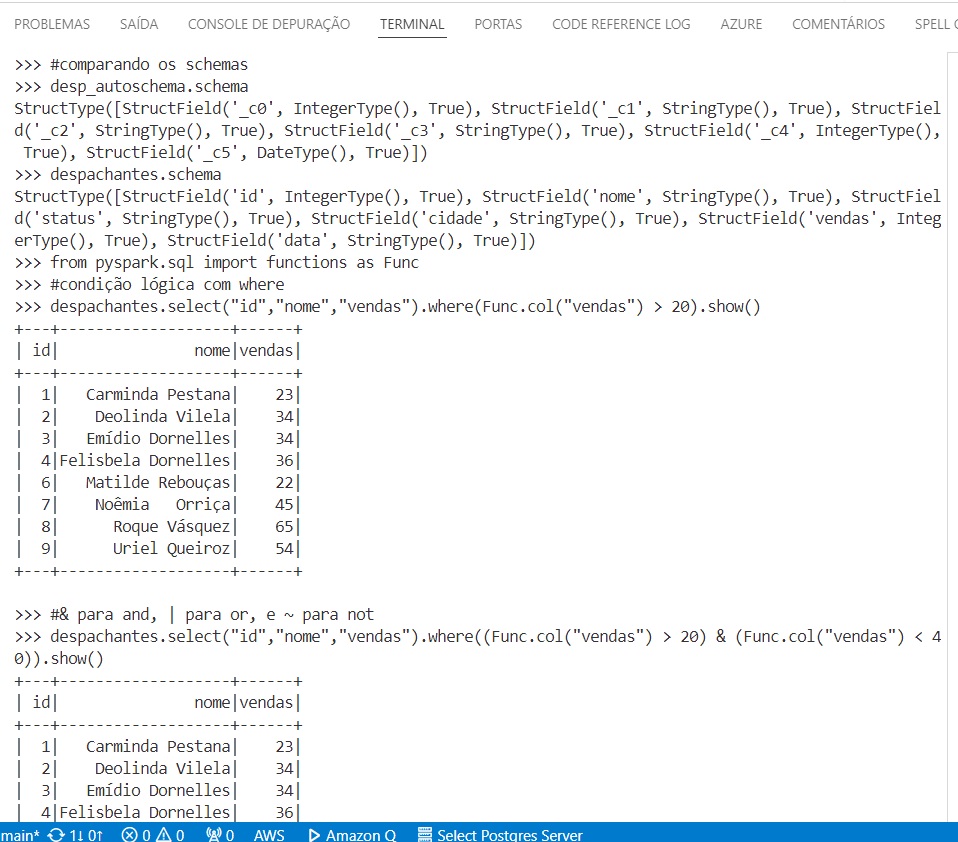 PROBLEMAS SAÍDA CONSOLE DE DEPURAÇÃO TERMINAL PORTAS CODE REFERENCE LOG AZURE COMENTÁRIOS SPELL
>>> #comparando os schemas
>>> desp_autoschema.schema
StructType([StructField('_c0', IntegerType(), True), StructField('_c1', StringType(), True), StructFiel
d('_c2', StringType(), True), StructField('_c3', StringType(), True), StructField('_c4', IntegerType(),
 True), StructField('_c5', DateType(), True)])
>>> despachantes.schema
StructType([StructField('id', IntegerType(), True), StructField('nome', StringType(), True), StructFiel
d('status', StringType(), True), StructField('cidade', StringType(), True), StructField('vendas', Integ
erType(), True), StructField('data', StringType(), True)])
>>> from pyspark.sql import functions as Func
>>> #condição lógica com where
>>> despachantes.select("id","nome","vendas").where(Func.col("vendas") > 20).show()
+---+-------------------+------+
| id|               nome|vendas|
+---+-------------------+------+
|  1|   Carminda Pestana|    23|
|  2|    Deolinda Vilela|    34|
|  3|   Emídio Dornelles|    34|
|  4|Felisbela Dornelles|    36|
|  6|   Matilde Rebouças|    22|
|  7|    Noêmia   Orriça|    45|
|  8|      Roque Vásquez|    65|
|  9|      Uriel Queiroz|    54|
+---+-------------------+------+
>>> #& para and, | para or, e ~ para not
>>> despachantes.select("id","nome","vendas").where((Func.col("vendas") > 20) & (Func.col("vendas") < 4
0)).show()
+---+-------------------+------+
| id|               nome|vendas|
+---+-------------------+------+
|  1|   Carminda Pestana|    23|
|  2|    Deolinda Vilela|    34|
|  3|   Emídio Dornelles|    34|
|  4|Felisbela Dornelles|    36|
main* 1↓ 0↑ 0 0 0 AWS Amazon Q Select Postgres Server